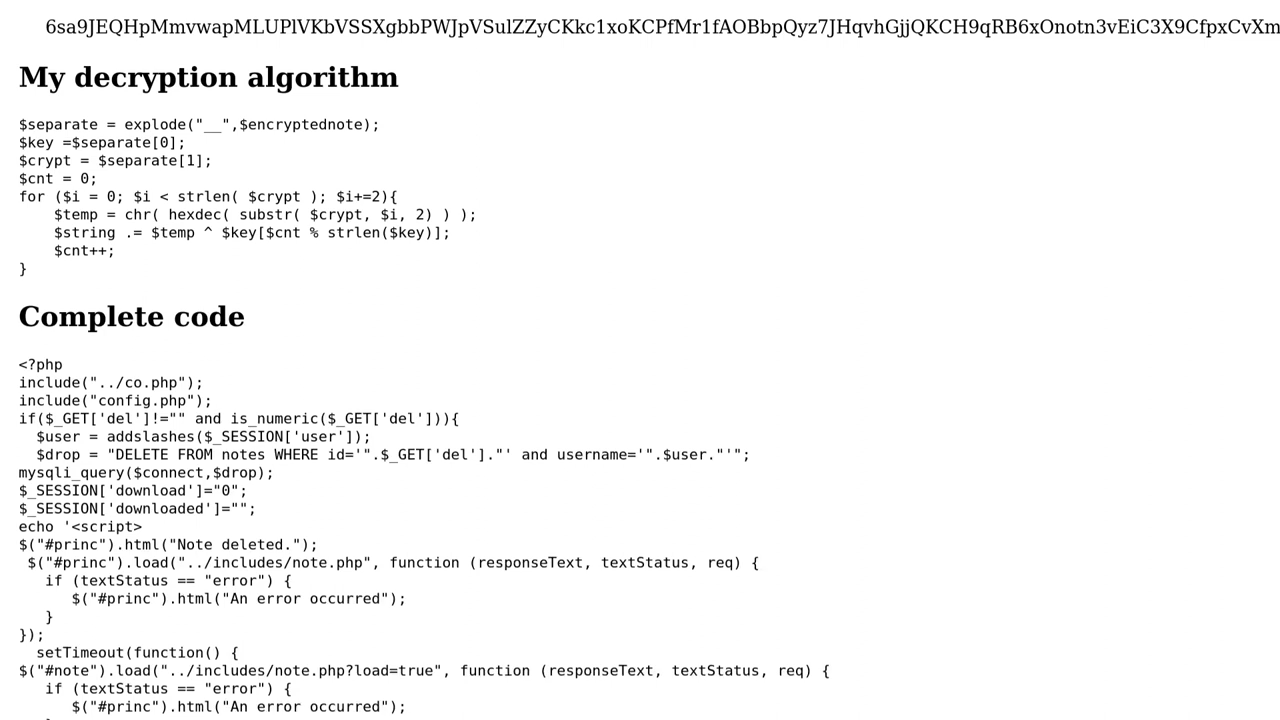 6sa9JEQHpMmvwapMLUPlVKbVSSXgbbPWJpVSulZZyCKkc1xoKCPfMr1fAOBbpQyz7JHqvhGjjQKCH9qRB6xOnotn3vEiC3X9CfpxCvXm
My decryption algorithm
$separate = explode("__",$encryptednote);
$key =$separate[0];
$crypt = $separate[1];
$cnt = 0;
for ($i = 0; $i < strlen( $crypt ); $i+=2){
    $temp = chr( hexdec( substr( $crypt, $i, 2) ) );
    $string .= $temp ^ $key[$cnt % strlen($key)];
    $cnt++;
}
Complete code
<?php
include("../co.php");
include("config.php");
if($_GET['del']!="" and is_numeric($_GET['del'])){
  $user = addslashes($_SESSION['user']);
  $drop = "DELETE FROM notes WHERE id='".$_GET['del']."' and username='".$user."'";
mysqli_query($connect,$drop);
$_SESSION['download']="0";
$_SESSION['downloaded']="";
echo '<script>
$("#princ").html("Note deleted.");
 $("#princ").load("../includes/note.php", function (responseText, textStatus, req) {
   if (textStatus == "error") {
      $("#princ").html("An error occurred");
   }
});
  setTimeout(function() {
$("#note").load("../includes/note.php?load=true", function (responseText, textStatus, req) {
   if (textStatus == "error") {
      $("#princ").html("An error occurred");